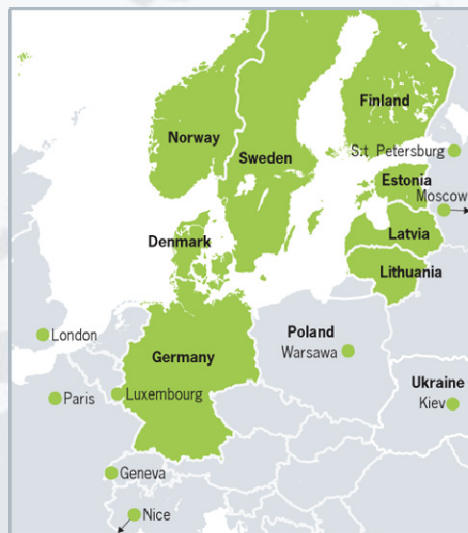 Finland
Norway
S:t Petersburg
Sweden
Estonia
Moscow
Denmark
Latvia
Lithuania
London
Poland
Germany
Warsawa
Ukraine
Paris
Luxembourg
Kiev
Geneva
Nice